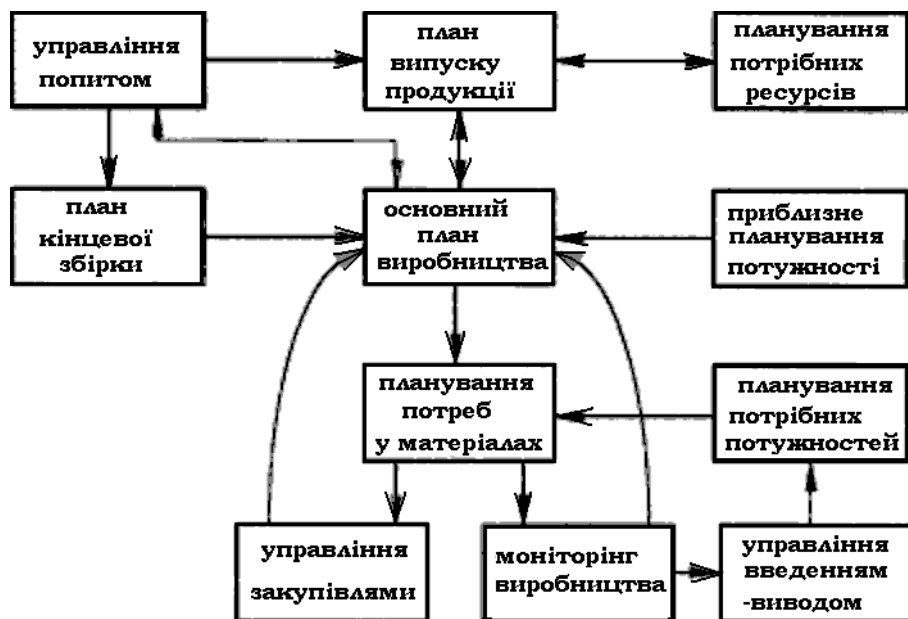 управління
попитом
план
випуску
продукції
планування
потрібних
ресурсів
план
кінцевої
збірки
основний
план
виробництва
приблизне
планування
потужності
планування
потреб
у матеріалах
планування
потрібних
потужностей
управління
закупівлями
моніторінг
виробництва
управління
введенням
-виводом